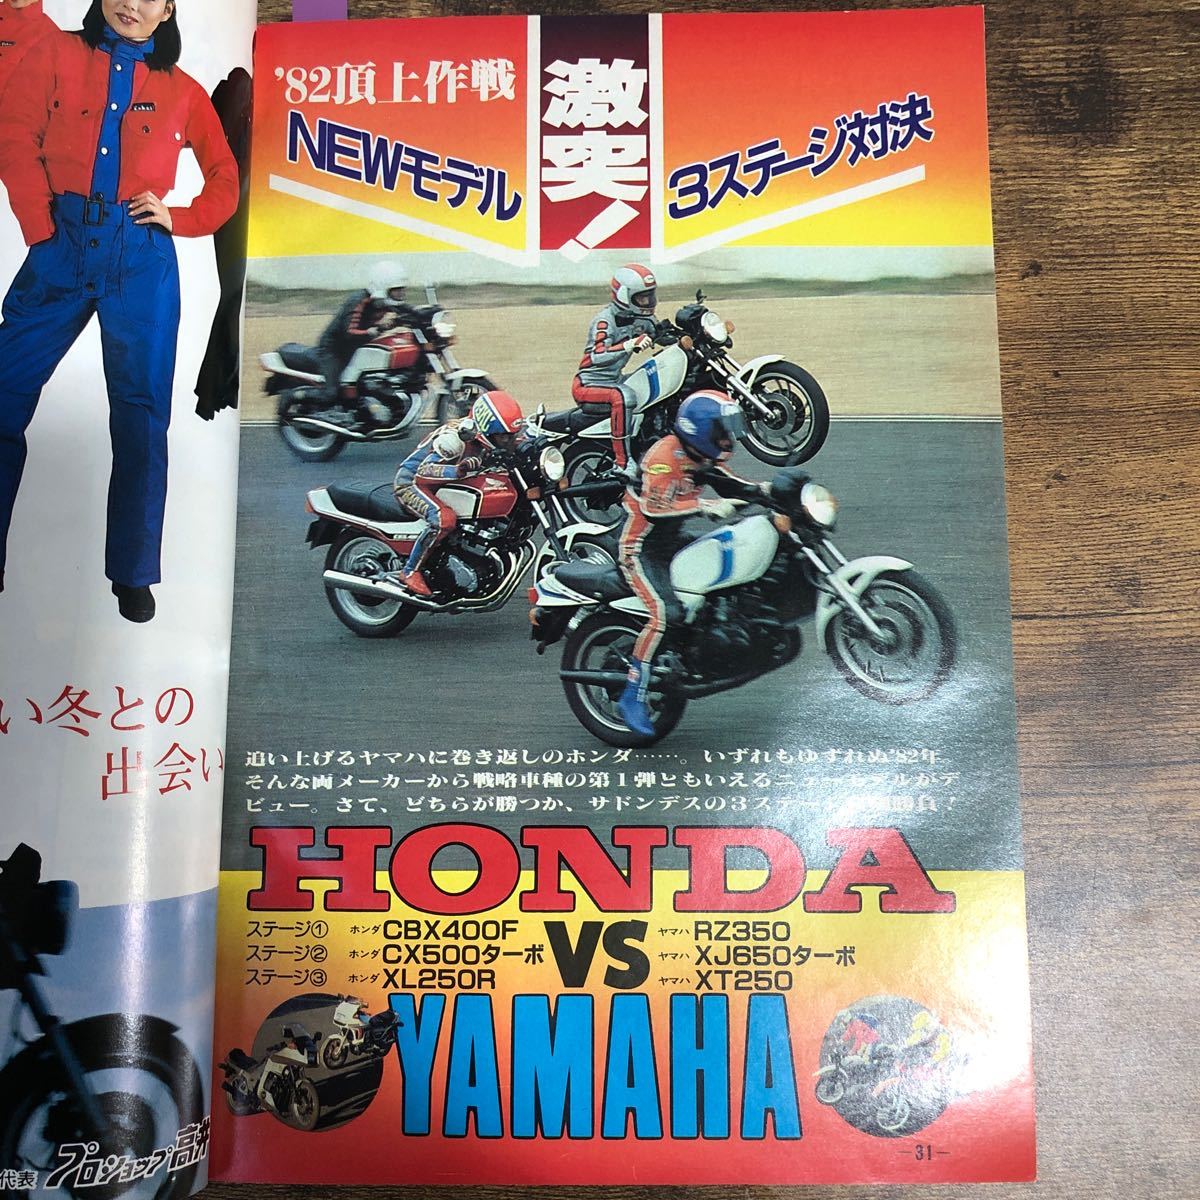 '82頂上作戦
NEWモデル
激突!
3ステージ対決
追い上げるヤマハに巻き返しのホンダ……。いずれもゆずれぬ'82年。
そんな両メーカーから戦略車種の第1弾ともいえるニューモデルがデ
ビュー。さて、どちらが勝つか、サドンデスの3ステージ 勝負!
HONDA
ステージ① ホンダ CBX400F
ステージ② ホンダ CX500ターボ
ステージ③ ホンダ XL250R
VS
ヤマハ RZ350
ヤマハ XJ650ターボ
ヤマハ XT250
YAMAHA
—31—
い冬との
出会い
代表 プロショップ高井